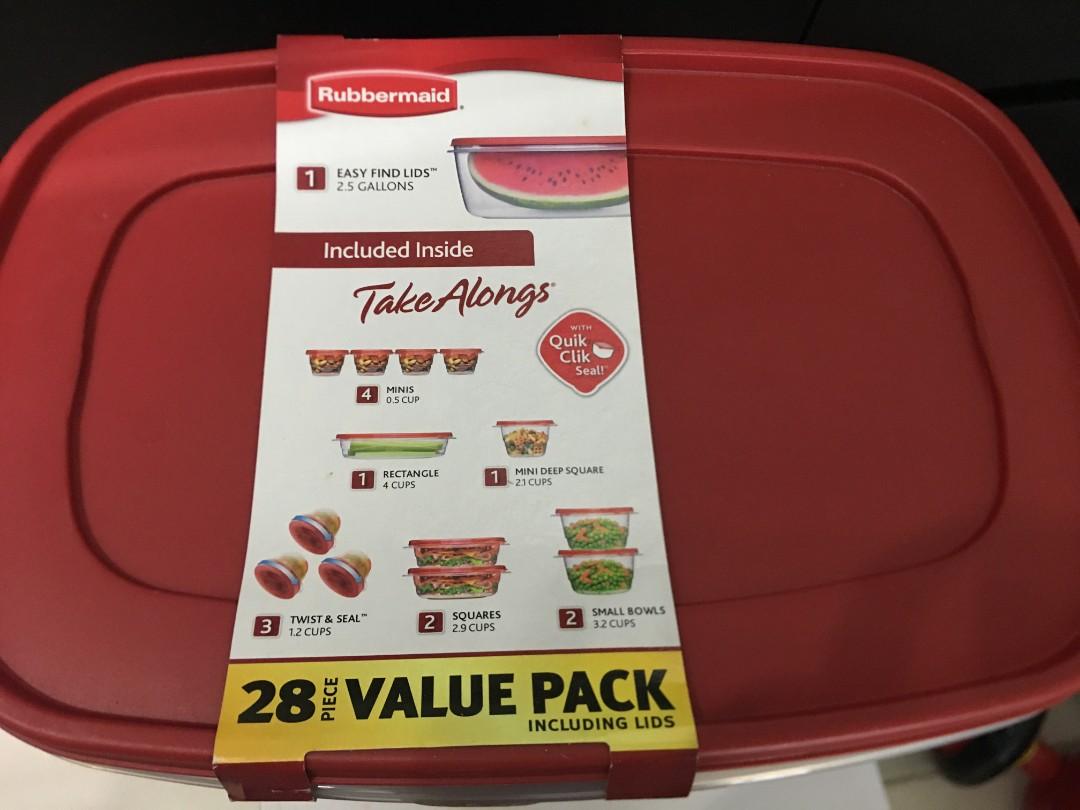 Rubbermaid
1 EASY FIND LIDS™
2.5 GALLONS
Included Inside
TakeAlongs®
WITH
Quik
Clik
Seal!™
4 MINIS
0.5 CUP
1 RECTANGLE
4 CUPS
1 MINI DEEP SQUARE
2.1 CUPS
3 TWIST & SEAL™
1.2 CUPS
2 SQUARES
2.9 CUPS
2 SMALL BOWLS
3.2 CUPS
28 PIECE VALUE PACK
INCLUDING LIDS